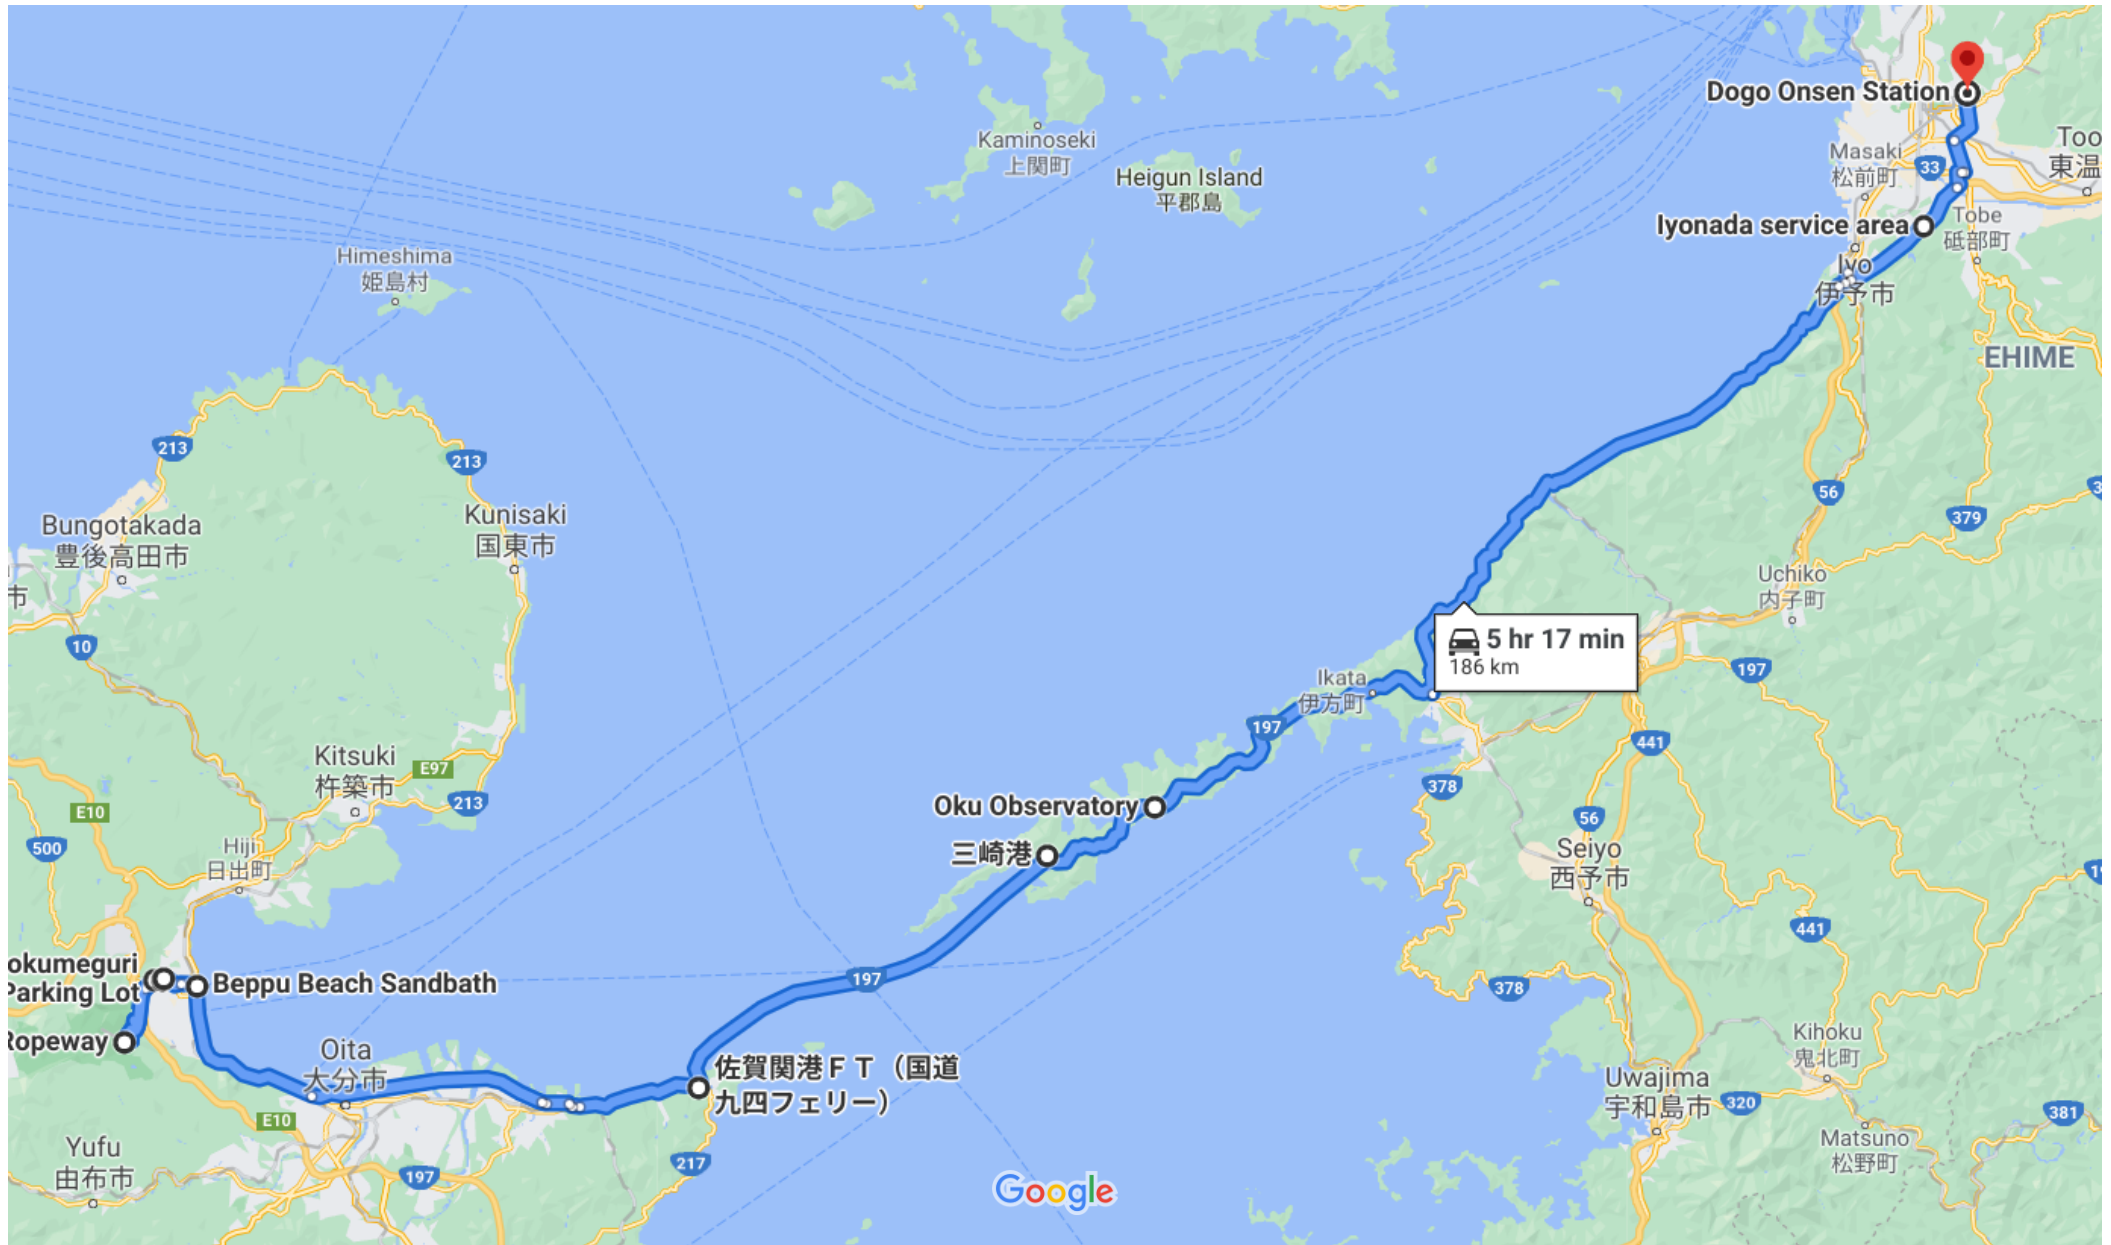 Dogo Onsen Station
Kaminoseki
上関町
Heigun Island
平郡島
Masaki
松前町
33
Too
東温
Iyonada service area
Tobe
砥部町
Himeshima
姫島村
Iyo
伊予市
EHIME
213
213
Bungotakada
豊後高田市
Kunisaki
国東市
市
56
379
3
10
Uchiko
内子町
5 hr 17 min
186 km
197
Ikata
伊方町
197
441
Kitsuki
杵築市
E97
213
378
E10
Oku Observatory
56
500
Hiji
日出町
三崎港
Seiyo
西予市
19
441
okumeguri
Parking Lot
Beppu Beach Sandbath
197
378
Ropeway
Oita
大分市
佐賀関港ＦＴ（国道
九四フェリー）
Kihoku
鬼北町
Uwajima
宇和島市
320
381
E10
Yufu
由布市
197
217
Google
Matsuno
松野町